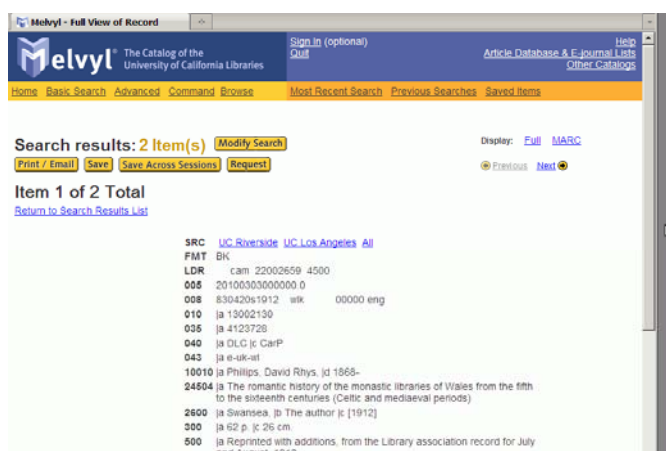 Melvyl - Full View of Record
Melvyl® The Catalog of the
University of California Libraries
Sign In (optional)
Quit
Help
Article Database & E-journal Lists
Other Catalogs
Home Basic Search Advanced Command Browse Most Recent Search Previous Searches Saved Items
Search results: 2 Item(s) Modify Search
Display: Full MARC
Print / Email Save Save Across Sessions Request
Previous Next
Item 1 of 2 Total
Return to Search Results List
SRC UC Riverside UC Los Angeles All
FMT BK
LDR cam 22002659 4500
005 20100303000000.0
008 830420s1912 wlk 00000 eng
010 |a 13002130
035 |a 4123728
040 |a DLC |c CarP
043 |a e-uk-wl
10010 |a Philips, David Rhys, |d 1868-
24504 |a The romantic history of the monastic libraries of Wales from the fifth
to the sixteenth centuries (Celtic and mediaeval periods)
2600 |a Swansea, |b The author |c [1912]
300 |a 62 p. |c 26 cm.
500 |a Reprinted with additions, from the Library association record for July